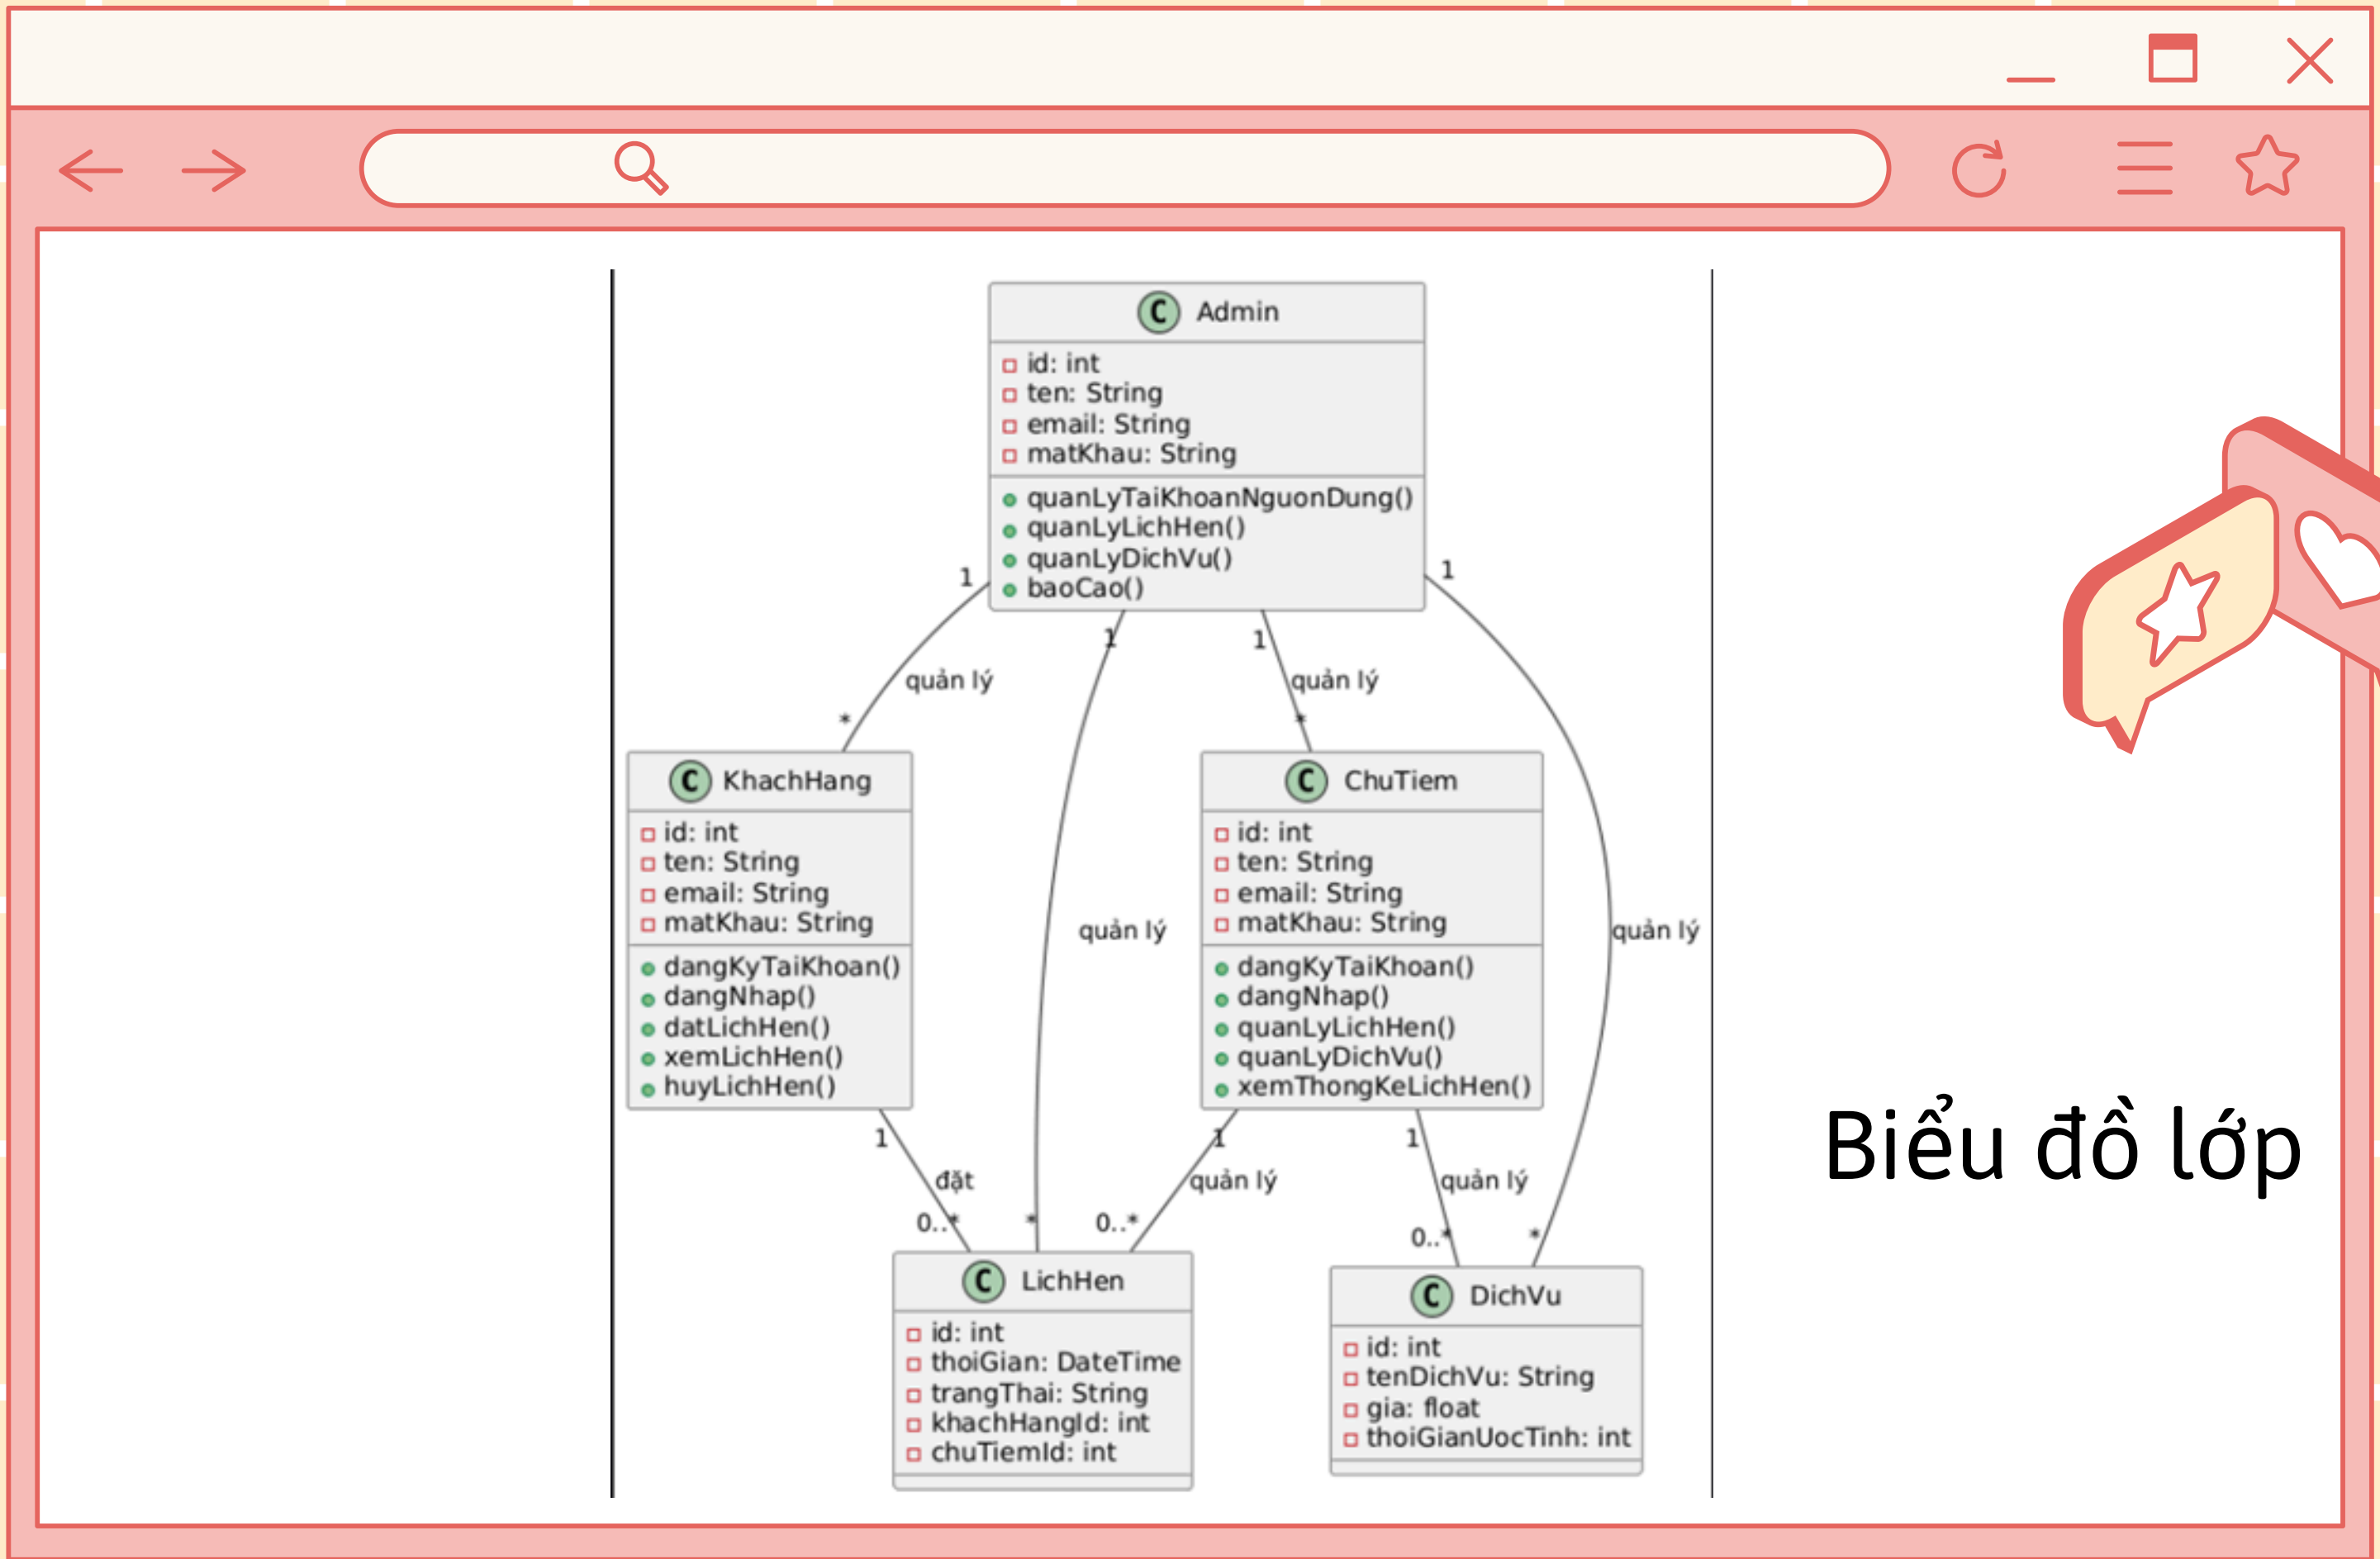 C Admin
id: int
ten: String
email: String
matKhau: String
quanLyTaiKhoanNguonDung()
quanLyLichHen()
quanLyDichVu()
baoCao()
1
1
1
1
quản lý
quản lý
*
*
C KhachHang
id: int
ten: String
email: String
matKhau: String
dangKyTaiKhoan()
dangNhap()
datLichHen()
xemLichHen()
huyLichHen()
quản lý
C ChuTiem
id: int
ten: String
email: String
matKhau: String
dangKyTaiKhoan()
dangNhap()
quanLyLichHen()
quanLyDichVu()
xemThongKeLichHen()
quản lý
1
1
1
đặt
quản lý
quản lý
0..*
*
0..*
0..*
*
C LichHen
id: int
thoiGian: DateTime
trangThai: String
khachHangId: int
chuTiemId: int
C DichVu
id: int
tenDichVu: String
gia: float
thoiGianUocTinh: int
Biểu đồ lớp